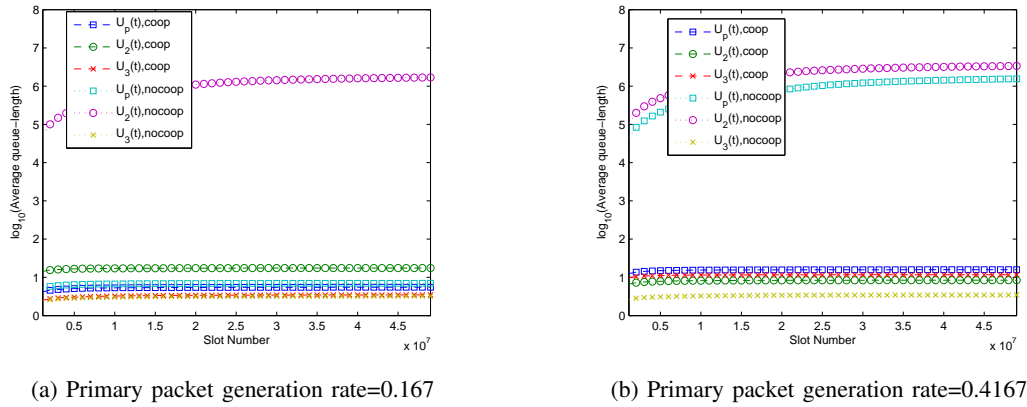 8
7
6
5
4
3
2
1
0
log10(Average queue−length)
0.5 1 1.5 2 2.5 3 3.5 4 4.5
x 10^7
Slot Number
Up(t),coop
U2(t),coop
U3(t),coop
Up(t),nocoop
U2(t),nocoop
U3(t),nocoop
(a) Primary packet generation rate=0.167
8
7
6
5
4
3
2
1
0
log10(Average queue−length)
0.5 1 1.5 2 2.5 3 3.5 4 4.5
x 10^7
Slot Number
Up(t),coop
U2(t),coop
U3(t),coop
Up(t),nocoop
U2(t),nocoop
U3(t),nocoop
(b) Primary packet generation rate=0.4167